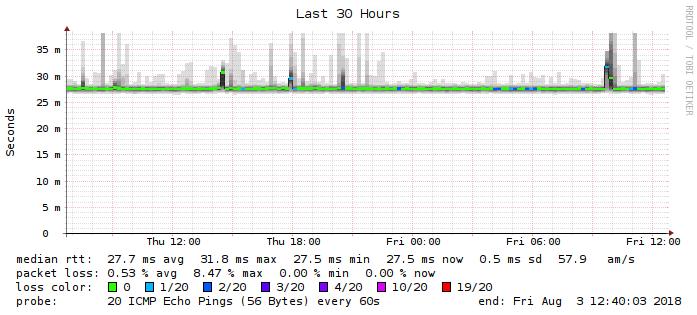 Last 30 Hours
RRDTOOL / TOBI OETIKER
Seconds
35 m
30 m
25 m
20 m
15 m
10 m
5 m
0
Thu 12:00 Thu 18:00 Fri 00:00 Fri 06:00 Fri 12:00
median rtt: 27.7 ms avg 31.8 ms max 27.5 ms min 27.5 ms now 0.5 ms sd 57.9 am/s
packet loss: 0.53 % avg 8.47 % max 0.00 % min 0.00 % now
loss color: 0 1/20 2/20 3/20 4/20 10/20 19/20
probe: 20 ICMP Echo Pings (56 Bytes) every 60s end: Fri Aug 3 12:40:03 2018